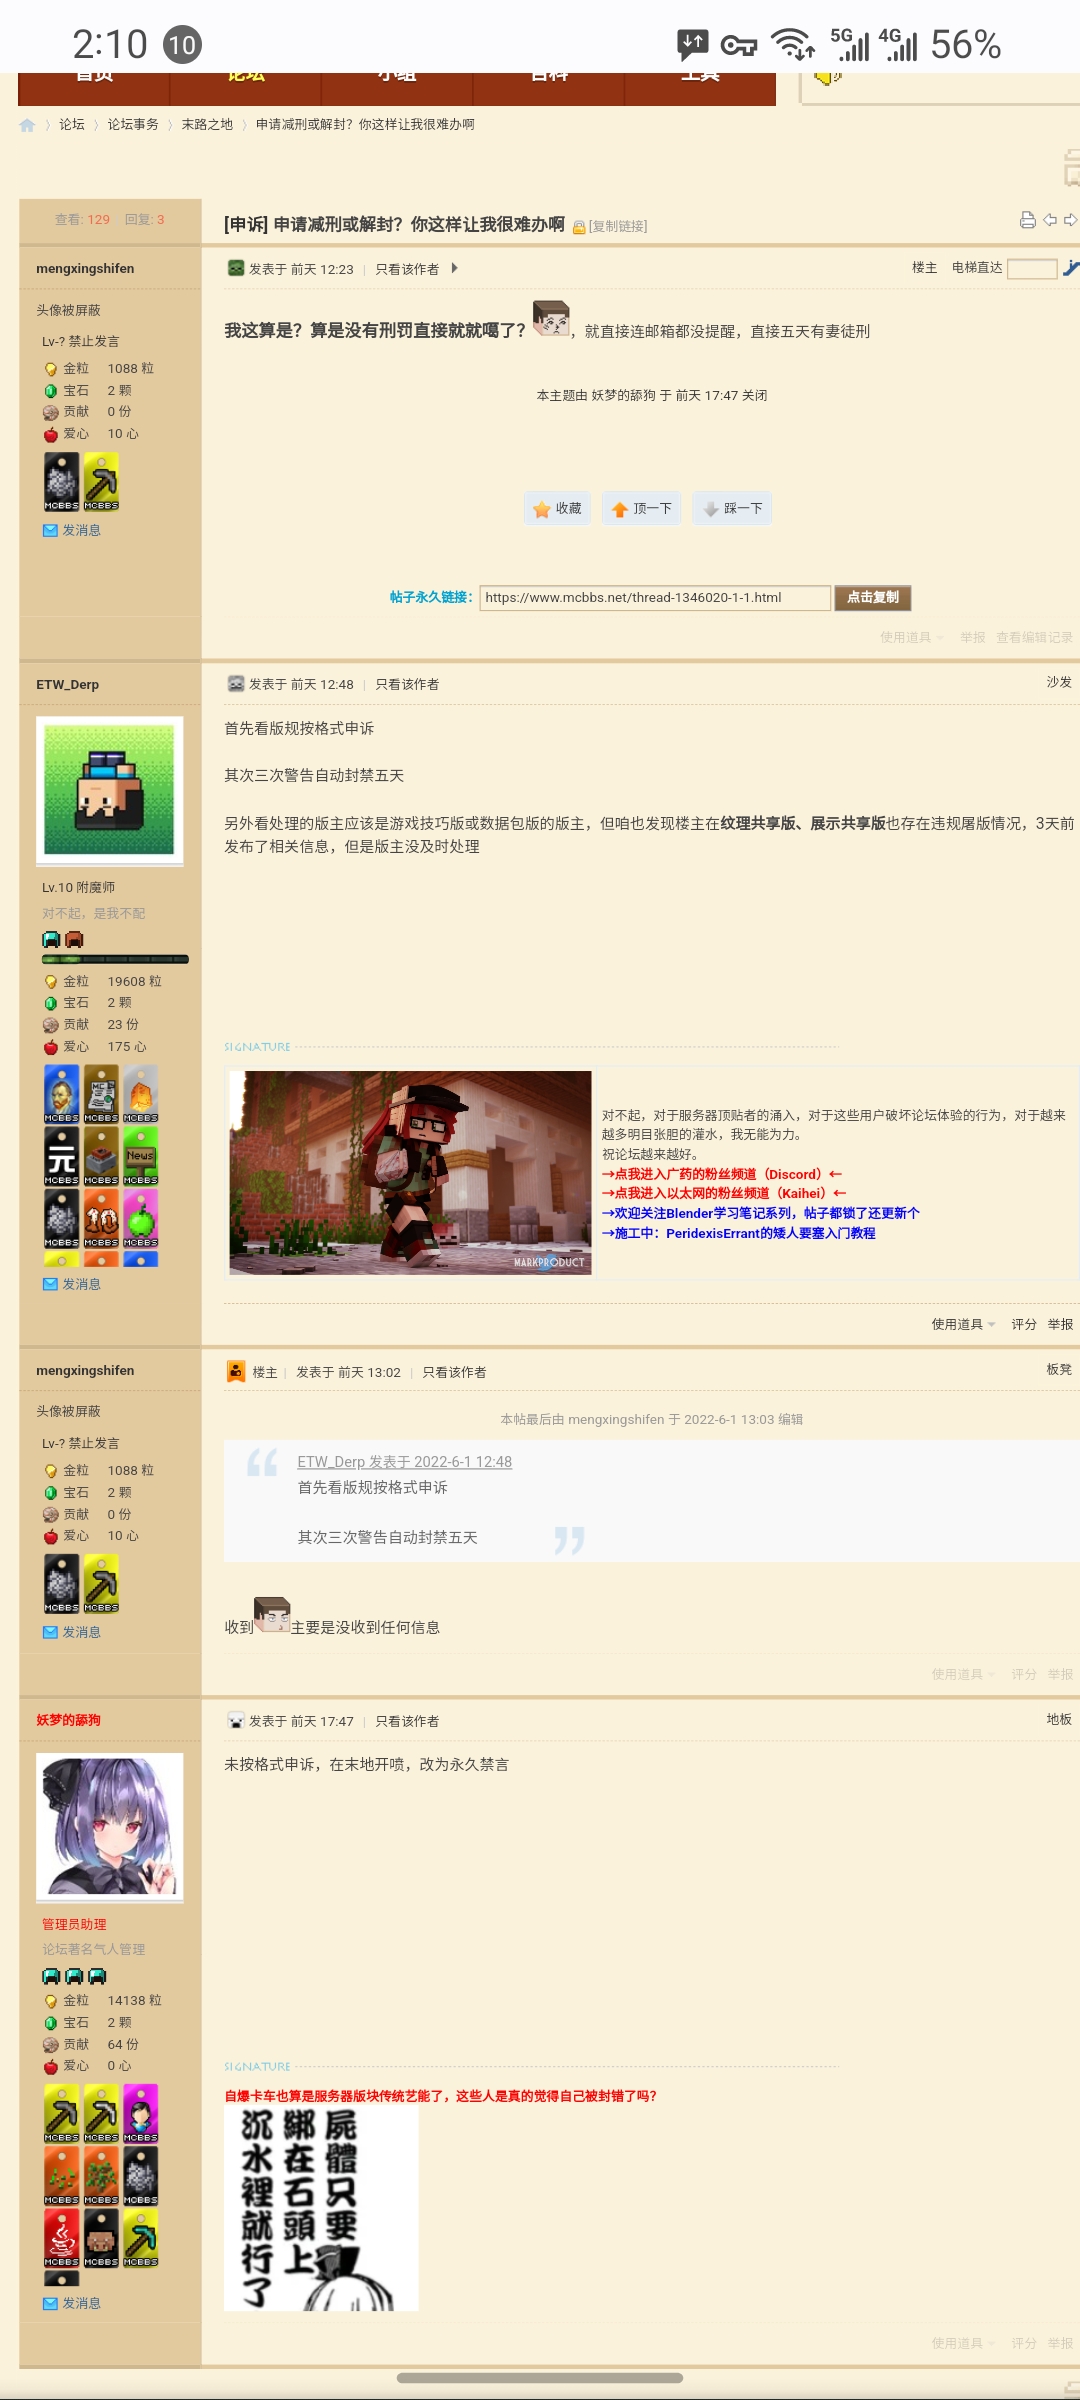 2:10 10 5G 4G 56%
首页 论坛 小组 百科 工具
论坛 〉 论坛事务 〉 末路之地 〉 申请减刑或解封？你这样让我很难办啊
查看: 129 回复: 3
[申诉] 申请减刑或解封？你这样让我很难办啊 [复制链接]
mengxingshifen
发表于 前天 12:23 | 只看该作者
楼主 电梯直达
头像被屏蔽
Lv-? 禁止发言
金粒 1088 粒
宝石 2 颗
贡献 0 份
爱心 10 心
MCBBS MCBBS
发消息
我这算是？算是没有刑罚直接就就噶了？，就直接连邮箱都没提醒，直接五天有妻徒刑
本主题由 妖梦的舔狗 于 前天 17:47 关闭
收藏 顶一下 踩一下
帖子永久链接: https://www.mcbbs.net/thread-1346020-1-1.html 点击复制
使用道具 举报 查看编辑记录
ETW_Derp
发表于 前天 12:48 | 只看该作者
沙发
Lv.10 附魔师
对不起，是我不配
金粒 19608 粒
宝石 2 颗
贡献 23 份
爱心 175 心
MCBBS MC MCBBS MCBBS
元 MCBBS MCBBS News MCBBS
MCBBS 10 MCBBS MCBBS
发消息
首先看版规按格式申诉
其次三次警告自动封禁五天
另外看处理的版主应该是游戏技巧版或数据包版的版主，但咱也发现楼主在纹理共享版、展示共享版也存在违规屠版情况，3天前
发布了相关信息，但是版主没及时处理
SIGNATURE
MARKPRODUCT
对不起，对于服务器顶贴者的涌入，对于这些用户破坏论坛体验的行为，对于越来
越多明目张胆的灌水，我无能为力。
祝论坛越来越好。
→点我进入广药的粉丝频道（Discord）←
→点我进入以太网的粉丝频道（Kaihei）←
→欢迎关注Blender学习笔记系列，帖子都锁了还更新个
→施工中：PeridexisErrant的矮人要塞入门教程
使用道具 评分 举报
mengxingshifen
楼主 | 发表于 前天 13:02 | 只看该作者
板凳
头像被屏蔽
Lv-? 禁止发言
金粒 1088 粒
宝石 2 颗
贡献 0 份
爱心 10 心
MCBBS MCBBS
发消息
本帖最后由 mengxingshifen 于 2022-6-1 13:03 编辑
“
ETW_Derp 发表于 2022-6-1 12:48
首先看版规按格式申诉
其次三次警告自动封禁五天
”
收到主要是没收到任何信息
使用道具 评分 举报
妖梦的舔狗
发表于 前天 17:47 | 只看该作者
地板
管理员助理
论坛著名气人管理
金粒 14138 粒
宝石 2 颗
贡献 64 份
爱心 0 心
MCBBS MCBBS MCBBS
MCBBS MCBBS MCBBS
MCBBS MCBBS MCBBS
发消息
未按格式申诉，在末地开喷，改为永久禁言
SIGNATURE
自爆卡车也算是服务器版块传统艺能了，这些人是真的觉得自己被封错了吗？
屍體只要
綁在石頭上
沉水裡就行了
使用道具 评分 举报